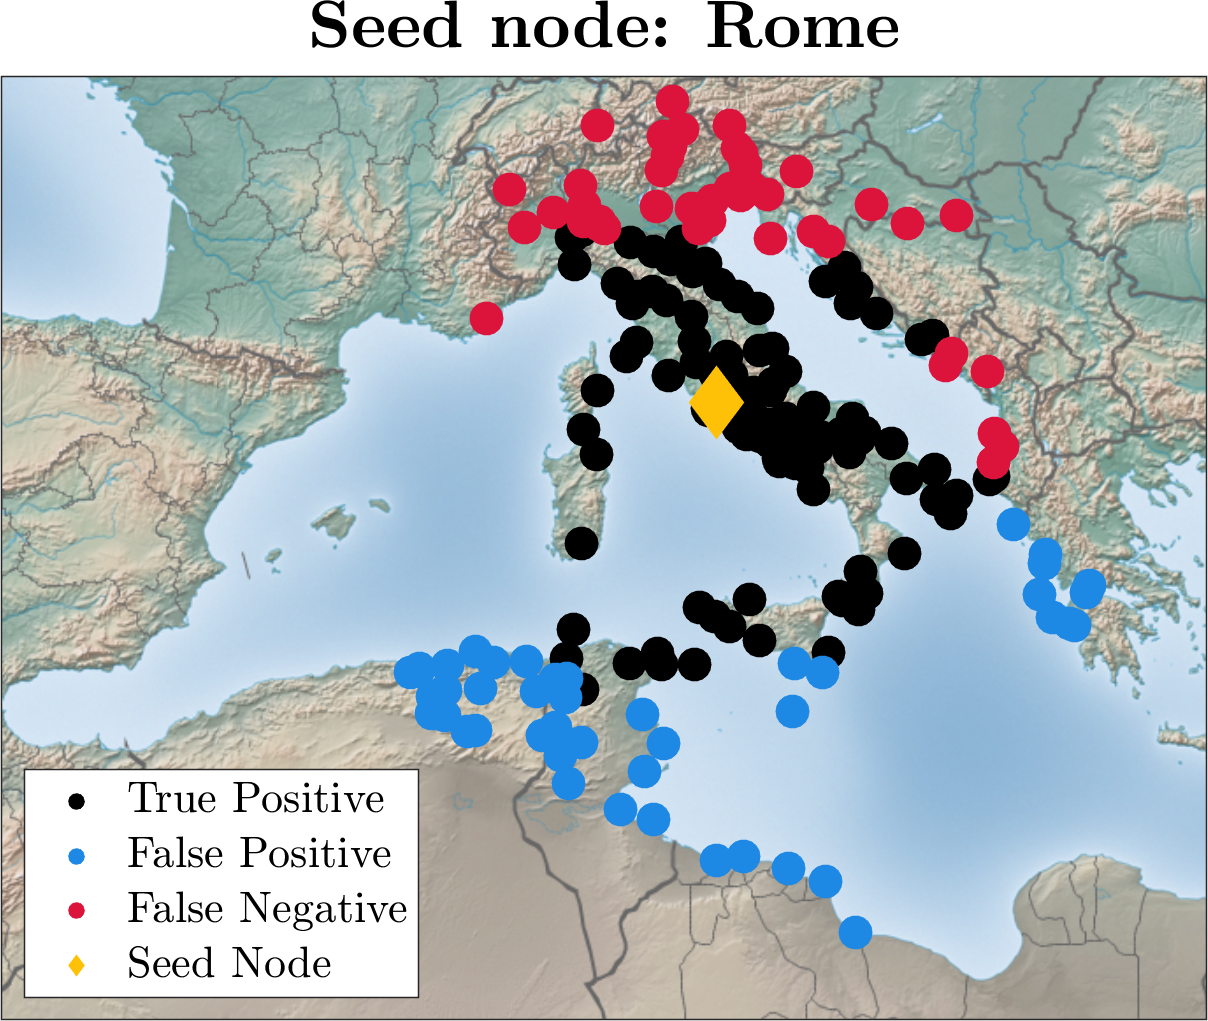 Seed node: Rome
True Positive
False Positive
False Negative
Seed Node